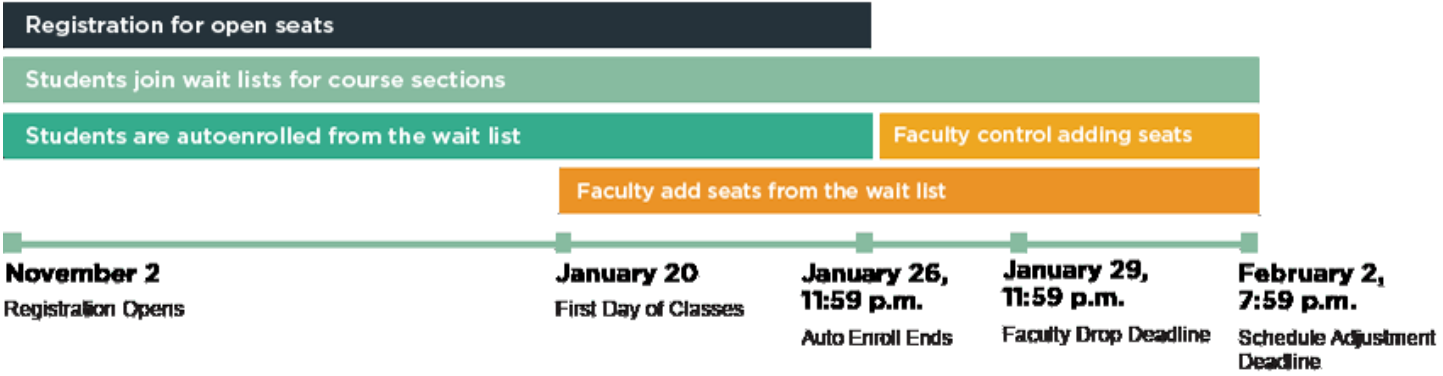 Registration for open seats
Students join wait lists for course sections
Students are autoenrolled from the wait list
Faculty control adding seats
Faculty add seats from the wait list
November 2
Registration Opens
January 20
First Day of Classes
January 26,
11:59 p.m.
Auto Enroll Ends
January 29,
11:59 p.m.
Faculty Drop Deadline
February 2,
7:59 p.m.
Schedule Adjustment
Deadline